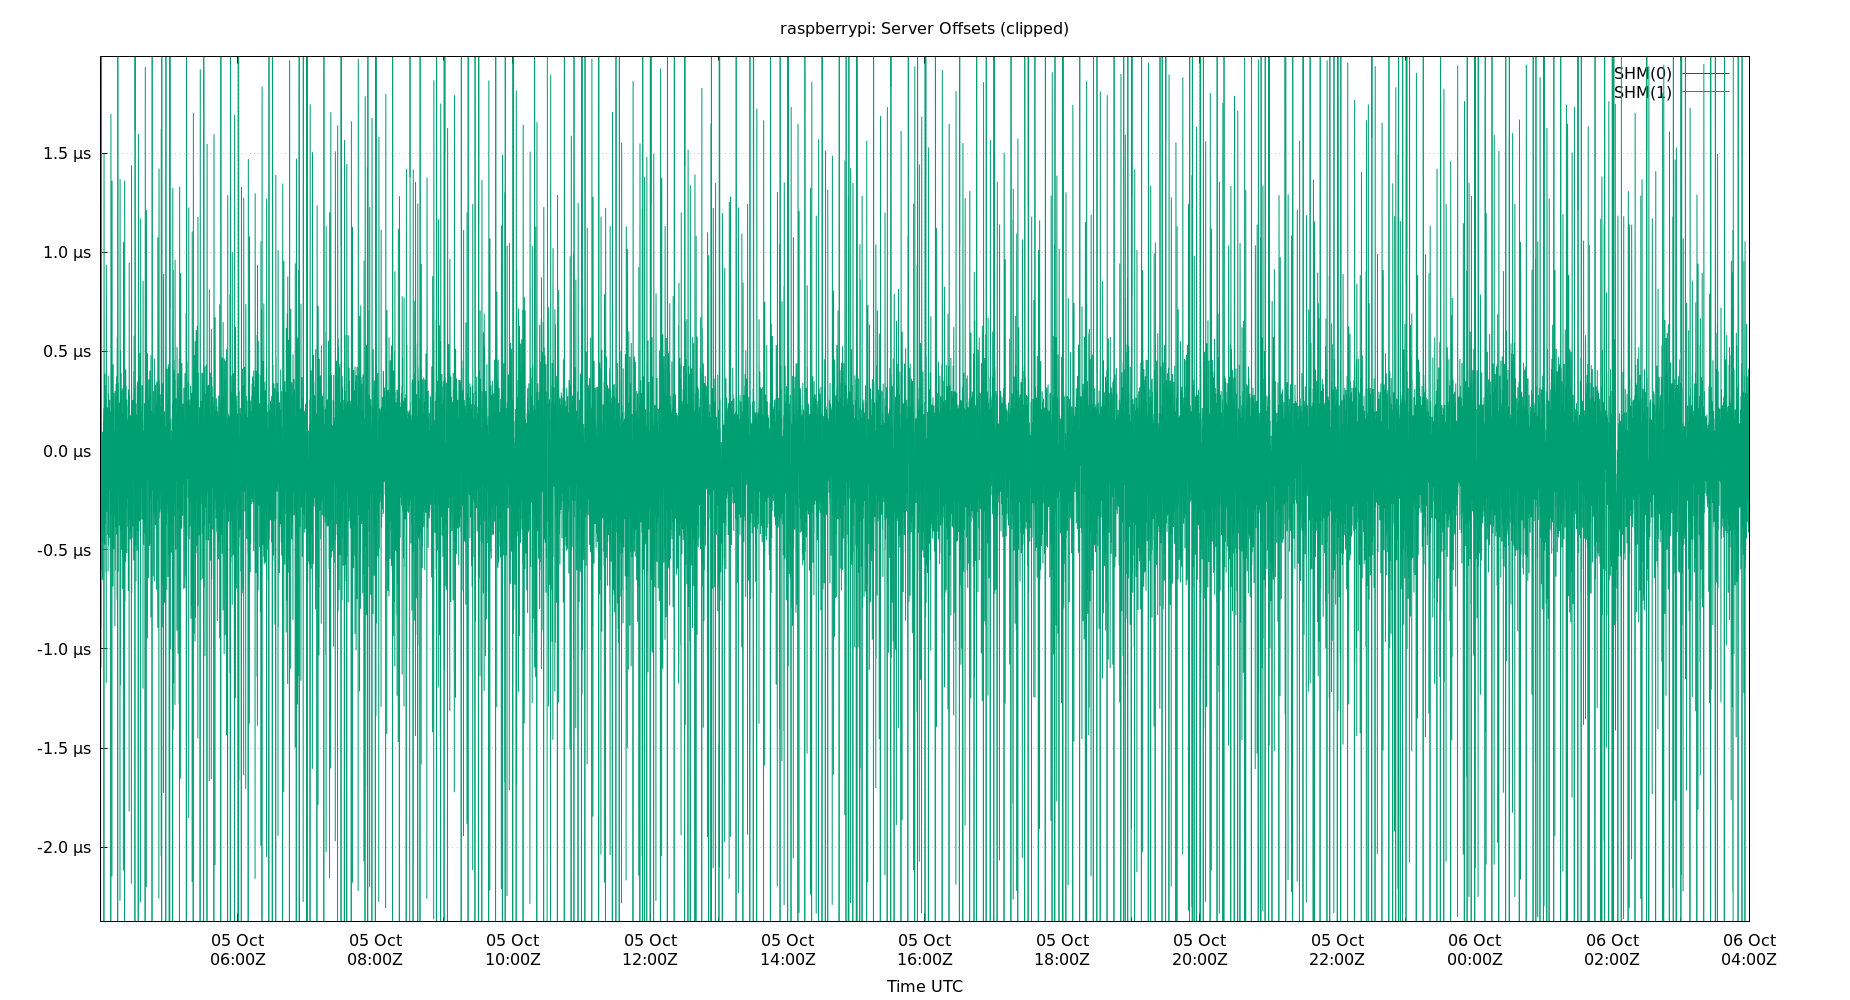 raspberrypi: Server Offsets (clipped)
SHM(0)
SHM(1)
1.5 µs
1.0 µs
0.5 µs
0.0 µs
-0.5 µs
-1.0 µs
-1.5 µs
-2.0 µs
05 Oct 05 Oct 05 Oct 05 Oct 05 Oct 05 Oct 05 Oct 05 Oct 05 Oct 06 Oct 06 Oct 06 Oct
06:00Z 08:00Z 10:00Z 12:00Z 14:00Z 16:00Z 18:00Z 20:00Z 22:00Z 00:00Z 02:00Z 04:00Z
Time UTC